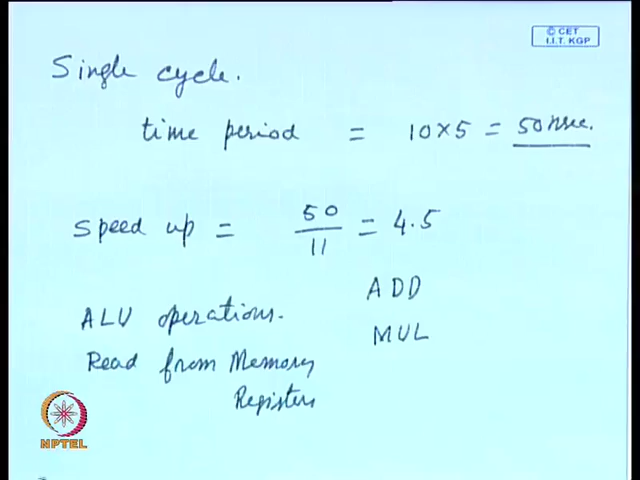 © CET
I.I.T. KGP
Single cycle.
time period = 10×5 = 50 nsec.
Speed up = 50/11 = 4.5
ADD
ALU operations.
MUL
Read from Memory
Registers
NPTEL